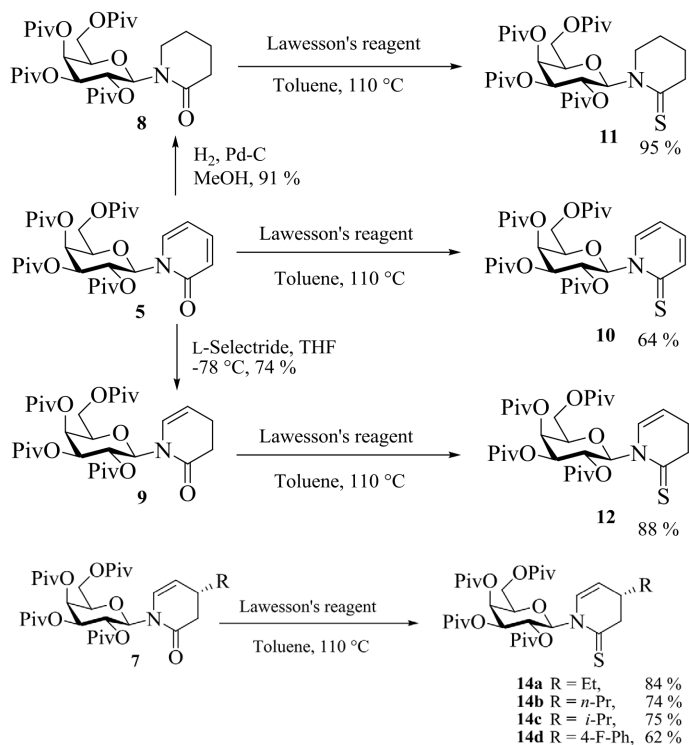 OPiv
PivO
O
PivO
N
PivO
O
8
Lawesson's reagent
Toluene, 110 °C
OPiv
PivO
O
PivO
N
PivO
S
11
95 %
H2, Pd-C
MeOH, 91 %
OPiv
PivO
O
PivO
N
PivO
O
5
Lawesson's reagent
Toluene, 110 °C
OPiv
PivO
O
PivO
N
PivO
S
10
64 %
L-Selectride, THF
-78 °C, 74 %
OPiv
PivO
O
PivO
N
PivO
O
9
Lawesson's reagent
Toluene, 110 °C
OPiv
PivO
O
PivO
N
PivO
S
12
88 %
OPiv
PivO
O
PivO
N
PivO
O
R
7
Lawesson's reagent
Toluene, 110 °C
OPiv
PivO
O
PivO
N
PivO
S
R
14a R = Et, 84 %
14b R = n-Pr, 74 %
14c R = i-Pr, 75 %
14d R = 4-F-Ph, 62 %